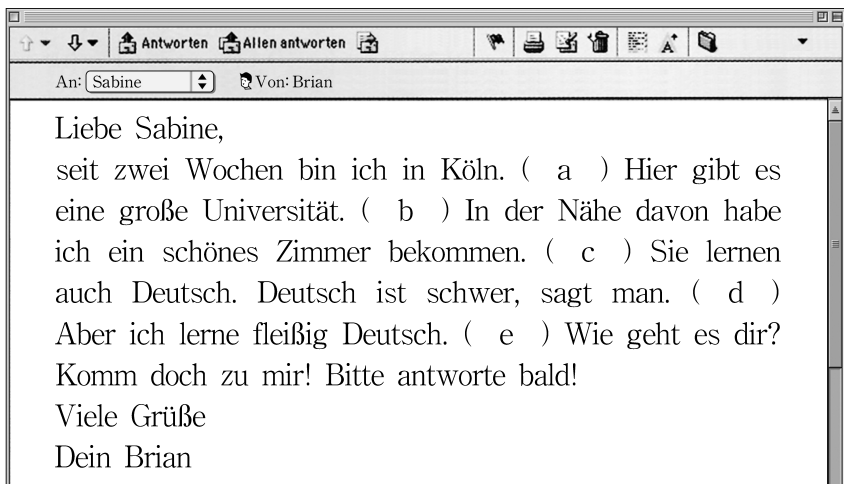 Antworten Allen antworten
An: Sabine Von: Brian
Liebe Sabine,
seit zwei Wochen bin ich in Köln. ( a ) Hier gibt es
eine große Universität. ( b ) In der Nähe davon habe
ich ein schönes Zimmer bekommen. ( c ) Sie lernen
auch Deutsch. Deutsch ist schwer, sagt man. ( d )
Aber ich lerne fleißig Deutsch. ( e ) Wie geht es dir?
Komm doch zu mir! Bitte antworte bald!
Viele Grüße
Dein Brian